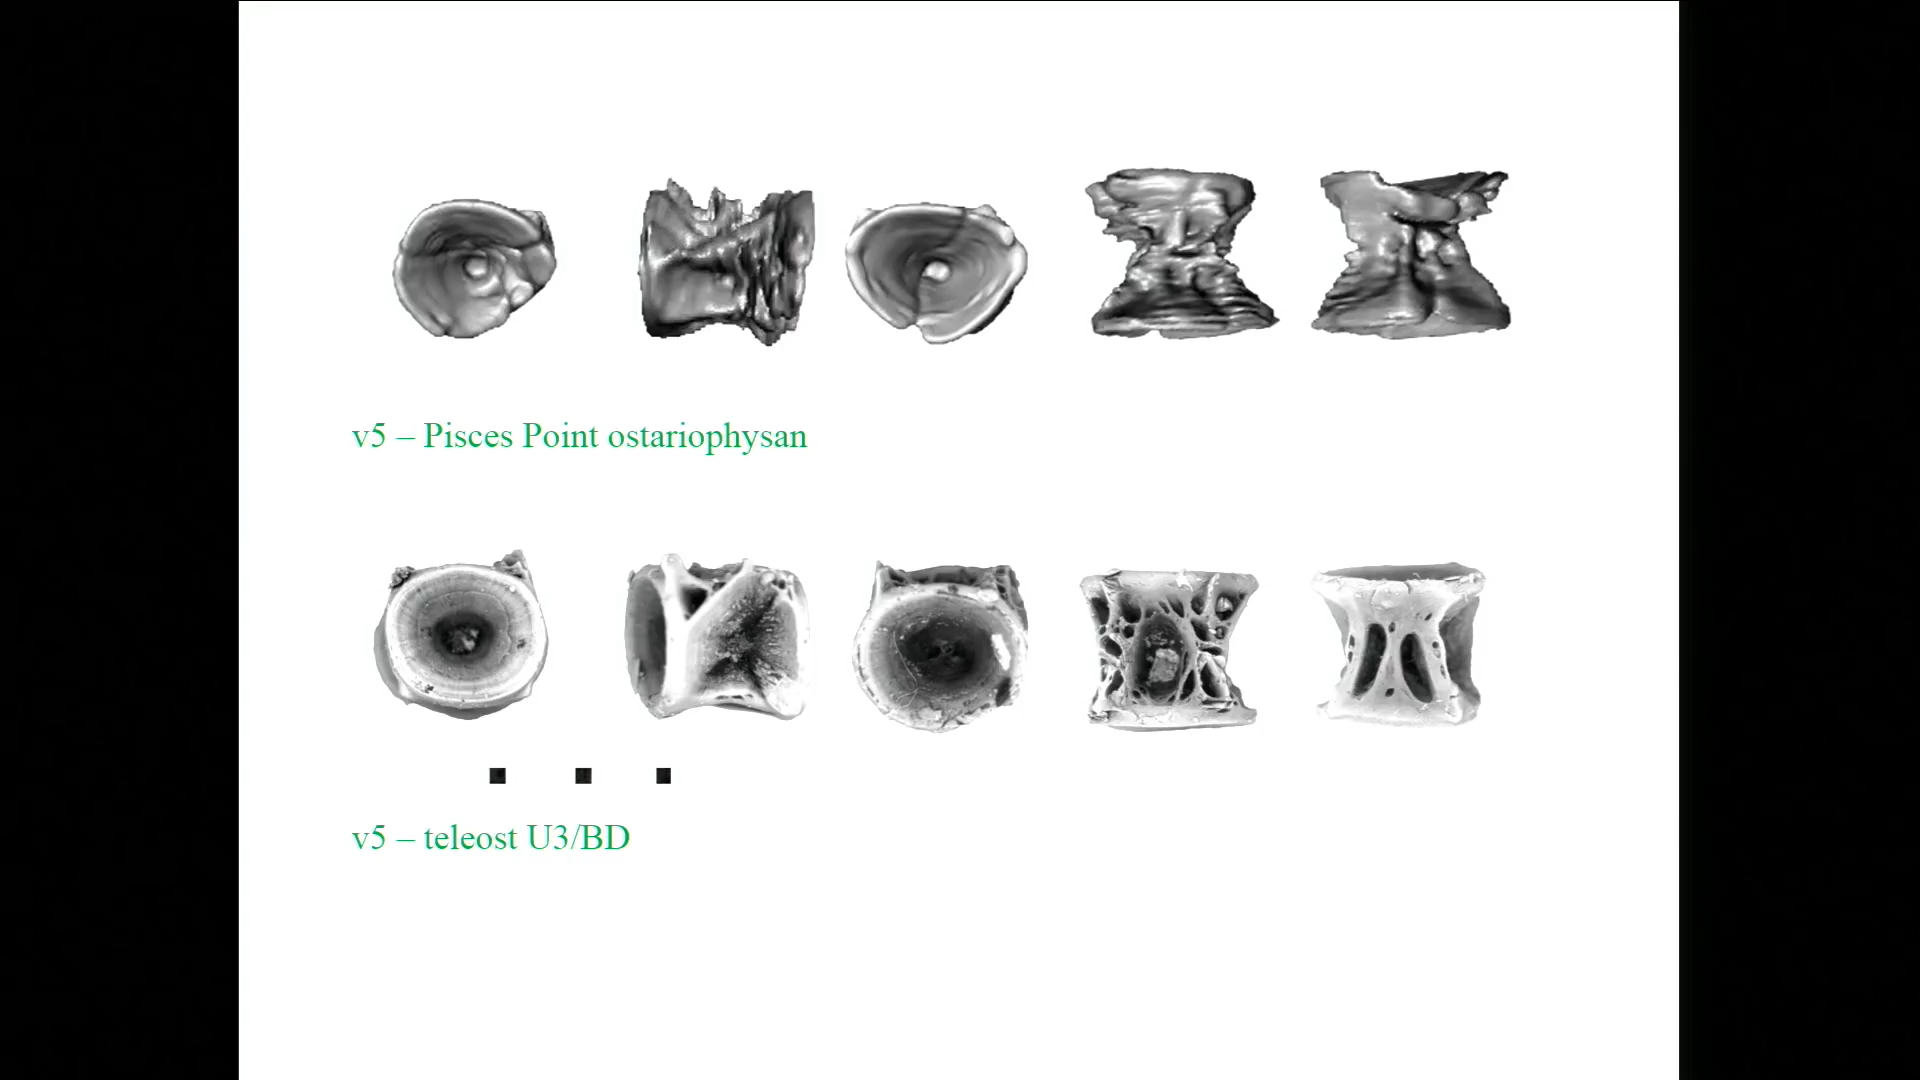 v5 – Pisces Point ostariophysan
v5 – teleost U3/BD